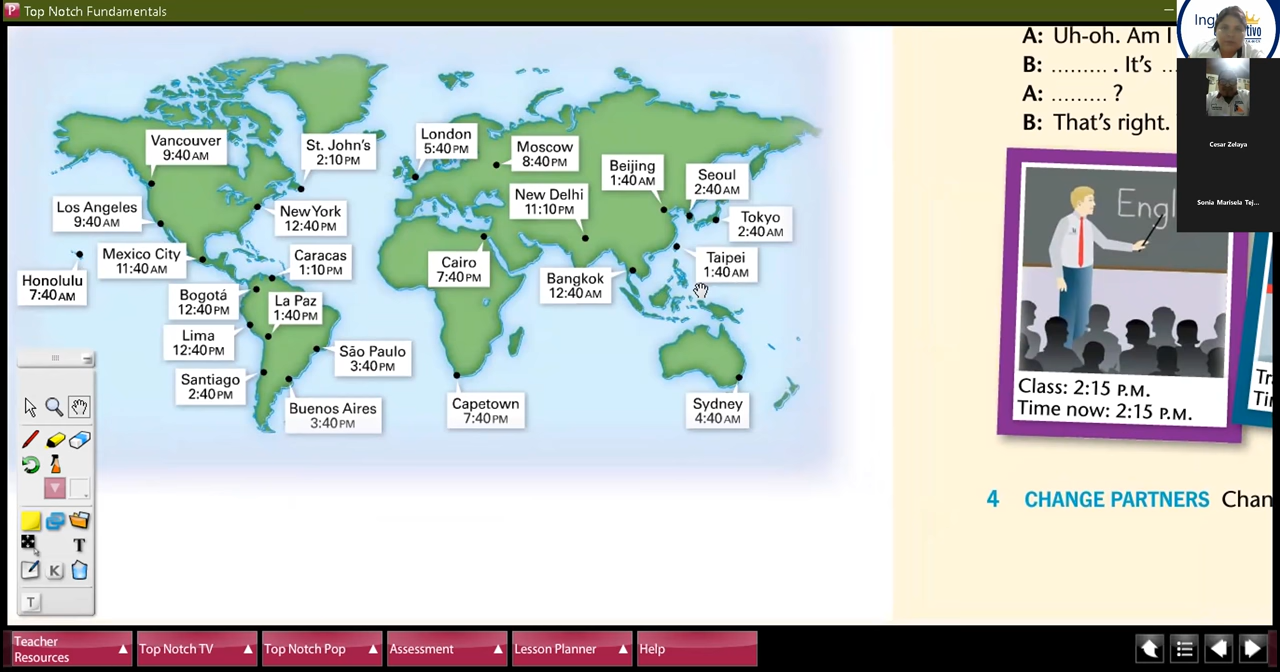 Top Notch Fundamentals
Vancouver
9:40 AM
St. John's
2:10 PM
London
5:40 PM
Moscow
8:40 PM
Beijing
1:40 AM
Seoul
2:40 AM
New Delhi
11:10 PM
Los Angeles
9:40 AM
New York
12:40 PM
Tokyo
2:40 AM
Mexico City
11:40 AM
Caracas
1:10 PM
Cairo
7:40 PM
Taipei
1:40 AM
Honolulu
7:40 AM
Bangkok
12:40 AM
Bogotá
12:40 PM
La Paz
1:40 PM
Lima
12:40 PM
São Paulo
3:40 PM
Santiago
2:40 PM
Buenos Aires
3:40 PM
Capetown
7:40 PM
Sydney
4:40 AM
A: Uh-oh. Am I
B: ......... . It's ...
A: ......... ?
B: That's right.
Engl
Class: 2:15 P.M.
Time now: 2:15 P.M.
Tr
Ti
4 CHANGE PARTNERS Chan
Ingl
tivo
Cesar Zelaya
Sonia Marisela Tej...
T
K
T
Teacher
Resources
Top Notch TV
Top Notch Pop
Assessment
Lesson Planner
Help